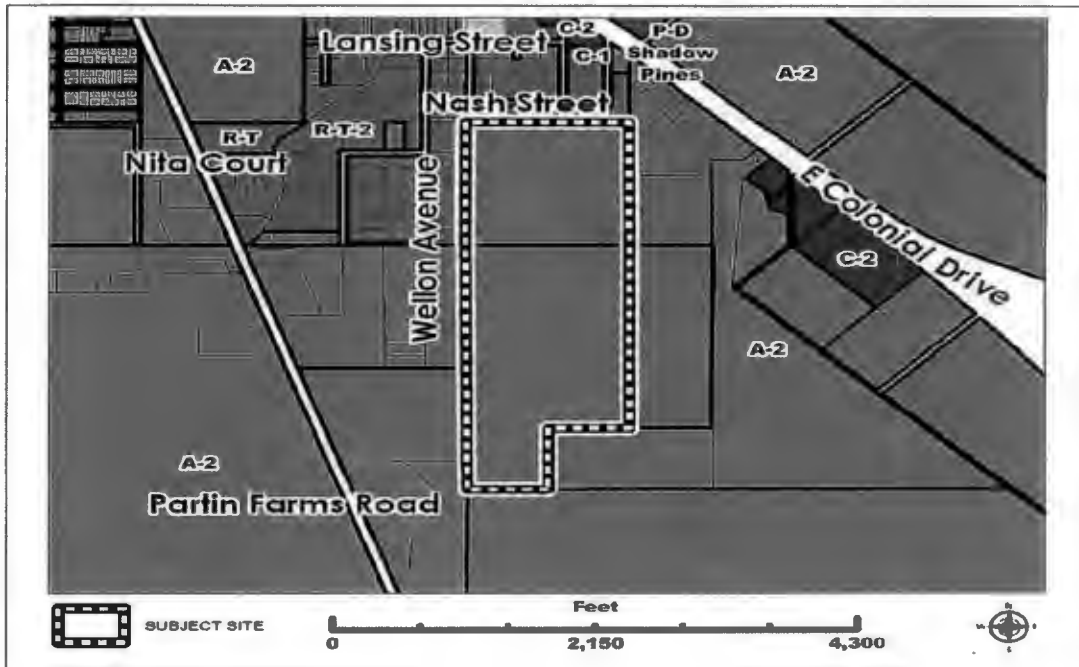 C-2
P-D
Lansing Street
C-1
Shadow
Pines
A-2
A-2
Nash Street
R-T
R-T-2
Nita Court
Wellon Avenue
E Colonial Drive
C-2
A-2
A-2
Partin Farms Road
SUBJECT SITE
Feet
0
2,150
4,300